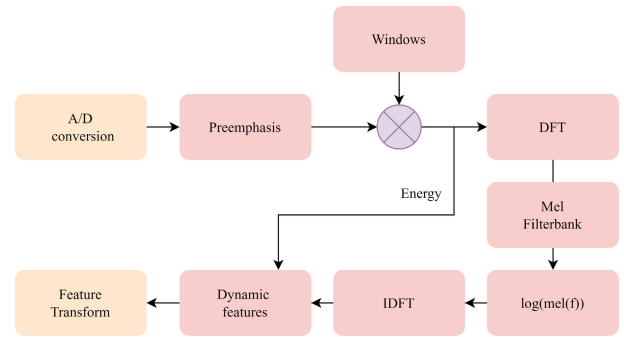 Windows
A/D
conversion
Preemphasis
DFT
Energy
Mel
Filterbank
Feature
Transform
Dynamic
features
IDFT
log(mel(f))